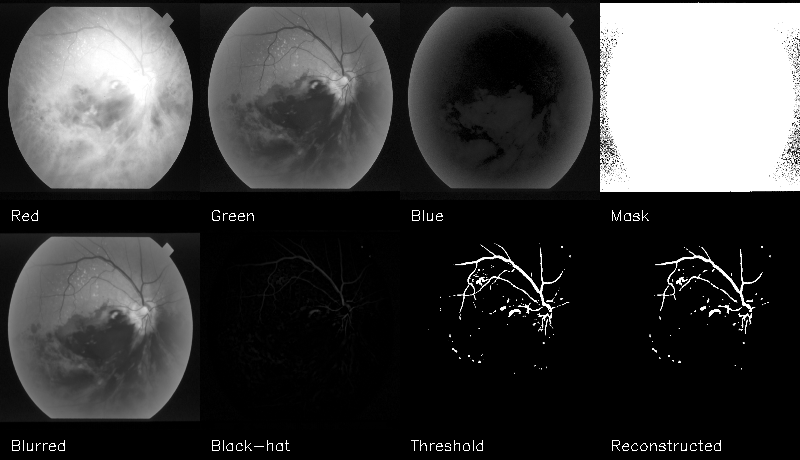 Red
Green
Blue
Mask
Blurred
Black-hat
Threshold
Reconstructed